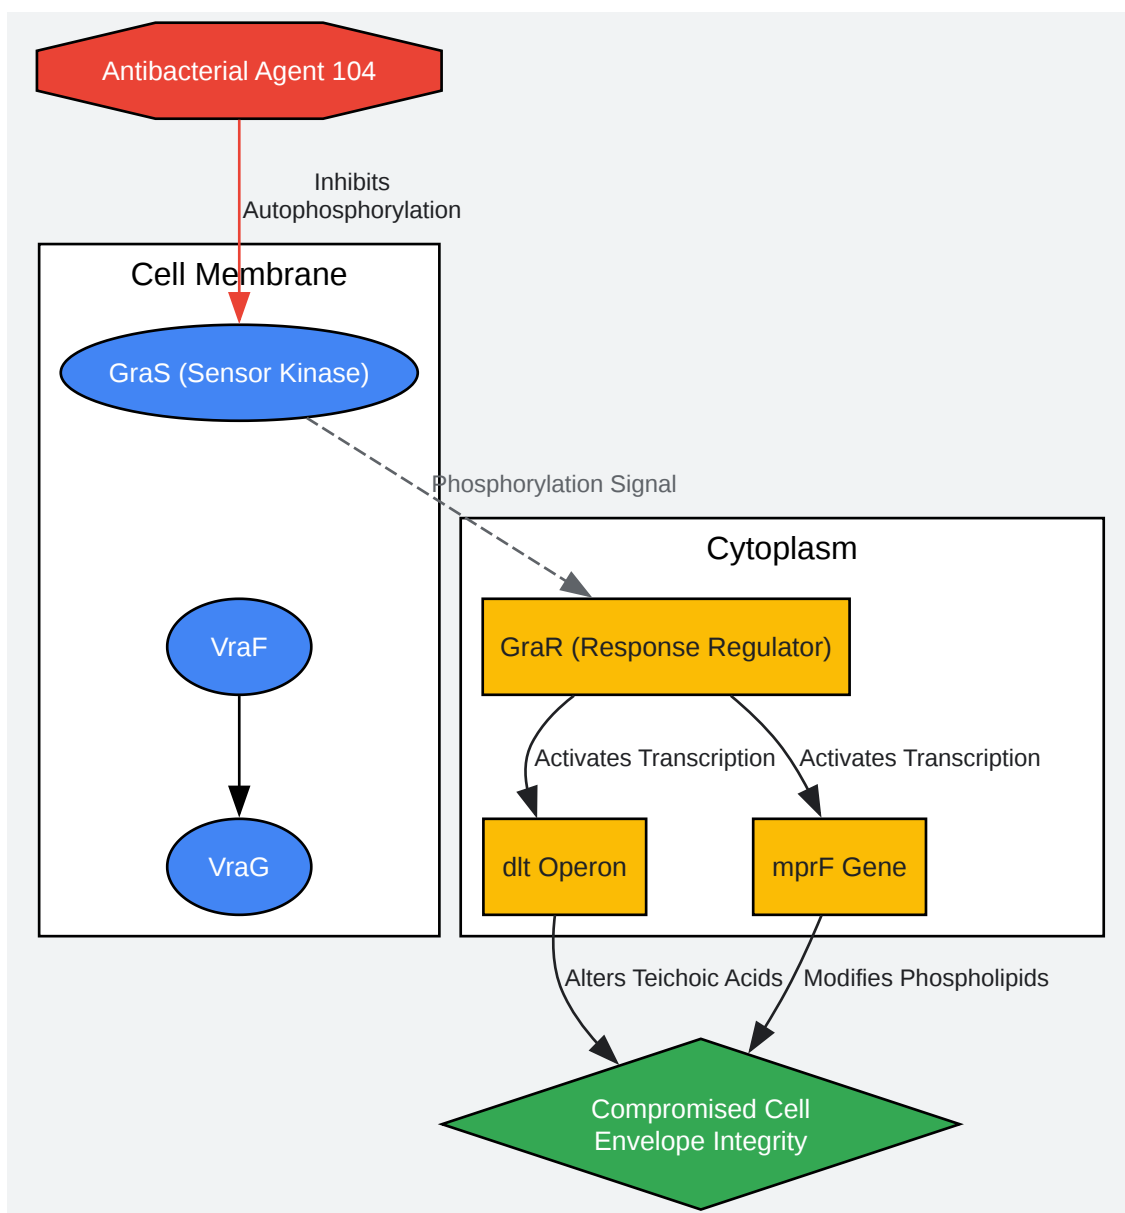 Antibacterial Agent 104
Inhibits
Autophosphorylation
Cell Membrane
GraS (Sensor Kinase)
Phosphorylation Signal
Cytoplasm
VraF
GraR (Response Regulator)
Activates Transcription
Activates Transcription
VraG
dlt Operon
mprF Gene
Alters Teichoic Acids
Modifies Phospholipids
Compromised Cell
Envelope Integrity